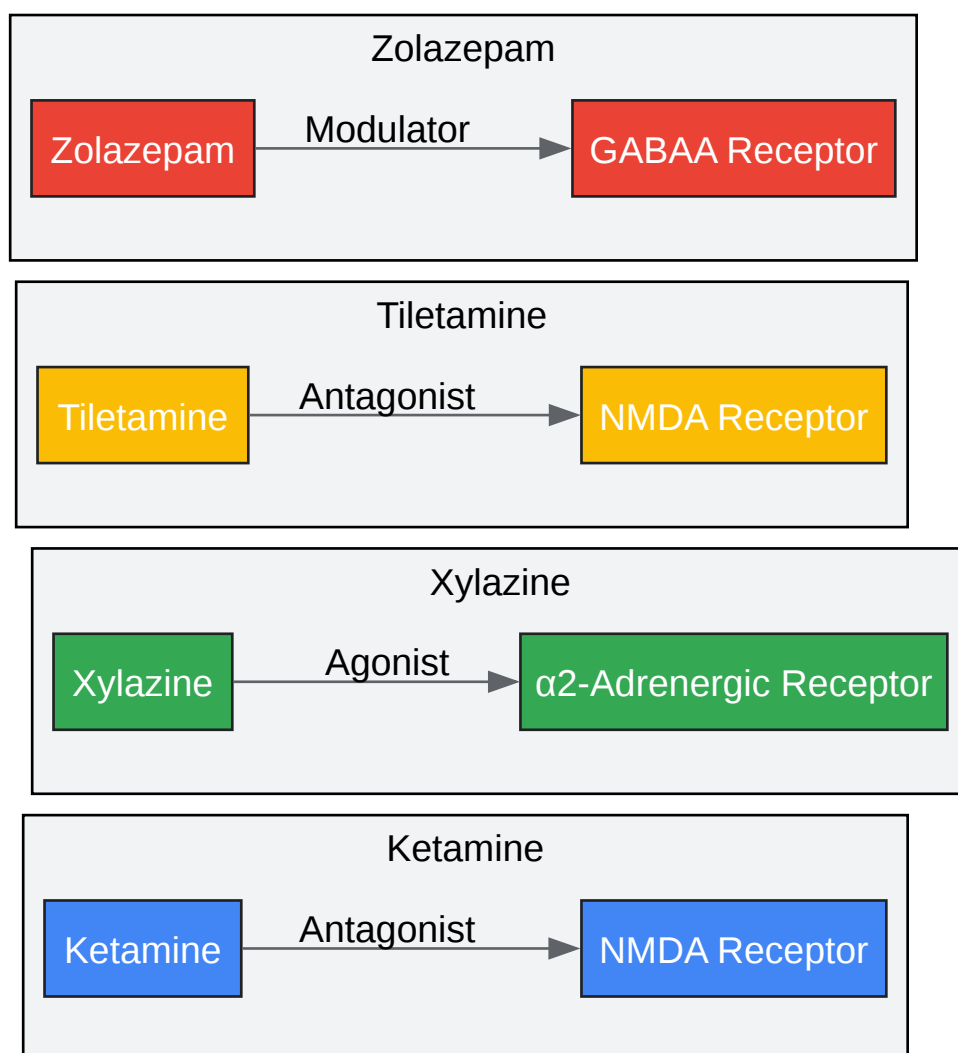 Zolazepam
Zolazepam
Modulator
GABAA Receptor
Tiletamine
Tiletamine
Antagonist
NMDA Receptor
Xylazine
Xylazine
Agonist
α2-Adrenergic Receptor
Ketamine
Ketamine
Antagonist
NMDA Receptor